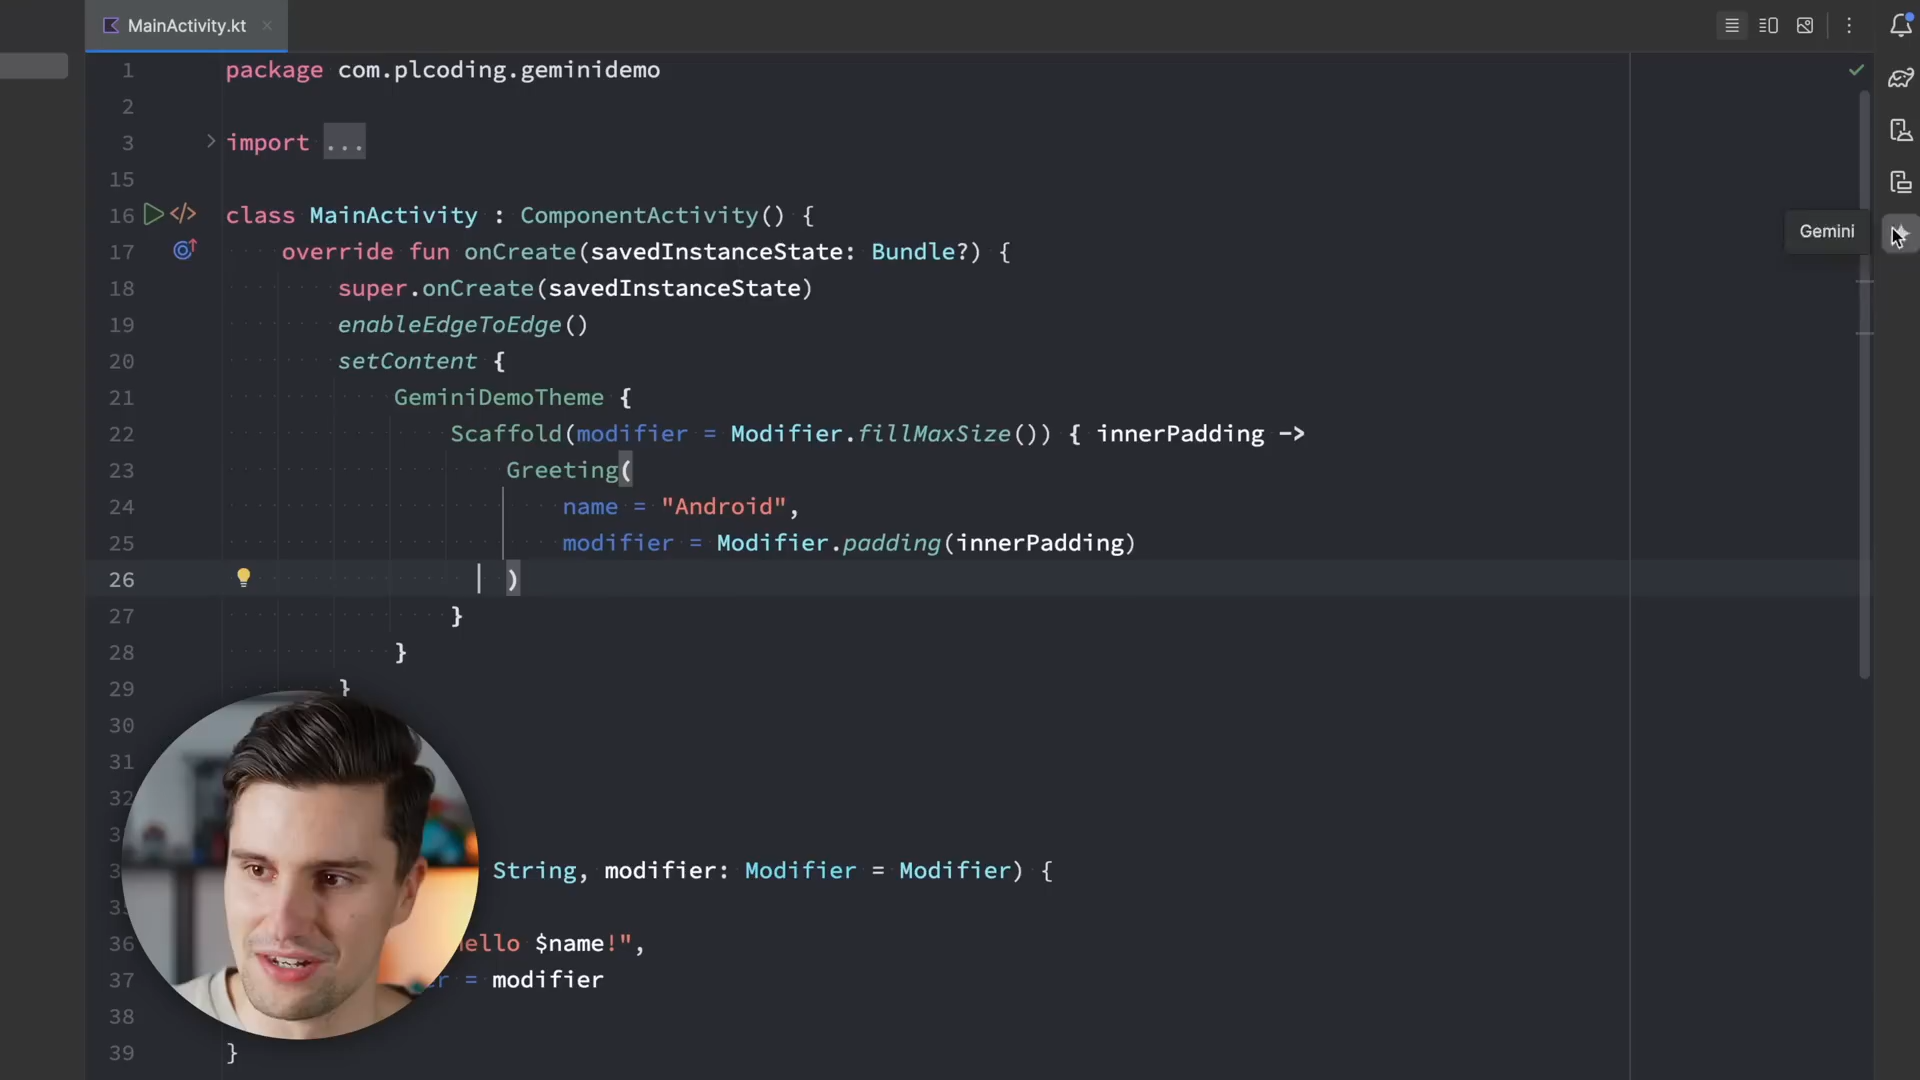 MainActivity.kt
1 package com.plcoding.geminidemo
2
3 import ...
15
16 class MainActivity : ComponentActivity() {
Gemini
17 override fun onCreate(savedInstanceState: Bundle?) {
18 super.onCreate(savedInstanceState)
19 enableEdgeToEdge()
20 setContent {
21 GeminiDemoTheme {
22 Scaffold(modifier = Modifier.fillMaxSize()) { innerPadding ->
23 Greeting(
24 name = "Android",
25 modifier = Modifier.padding(innerPadding)
26 )
27 }
28 }
29 }
30
31
32
String, modifier: Modifier = Modifier) {
36 ello $name!",
37 = modifier
38
39 }